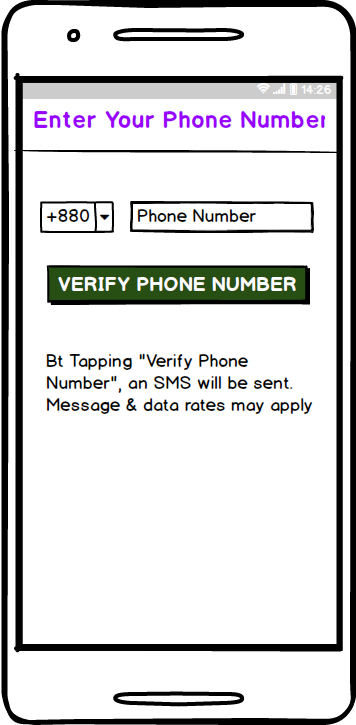 14:26
Enter Your Phone Number
+880 Phone Number
VERIFY PHONE NUMBER
Bt Tapping "Verify Phone
Number", an SMS will be sent.
Message & data rates may apply